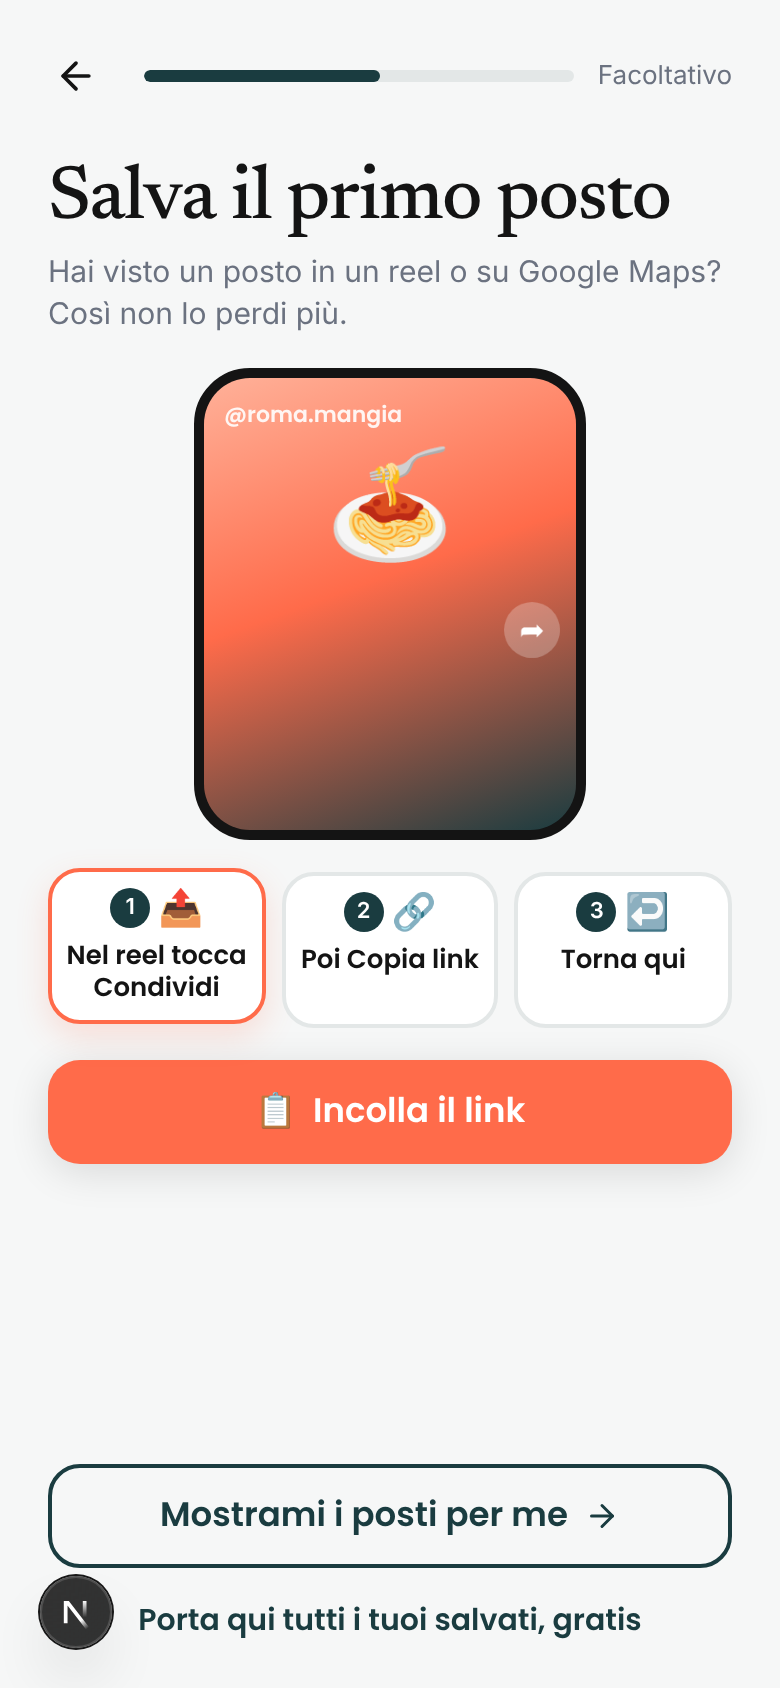 Facoltativo
Salva il primo posto
Hai visto un posto in un reel o su Google Maps?
Così non lo perdi più.
@roma.mangia
1
Nel reel tocca
Condividi
2
Poi Copia link
3
Torna qui
Incolla il link
Mostrami i posti per me →
N
Porta qui tutti i tuoi salvati, gratis